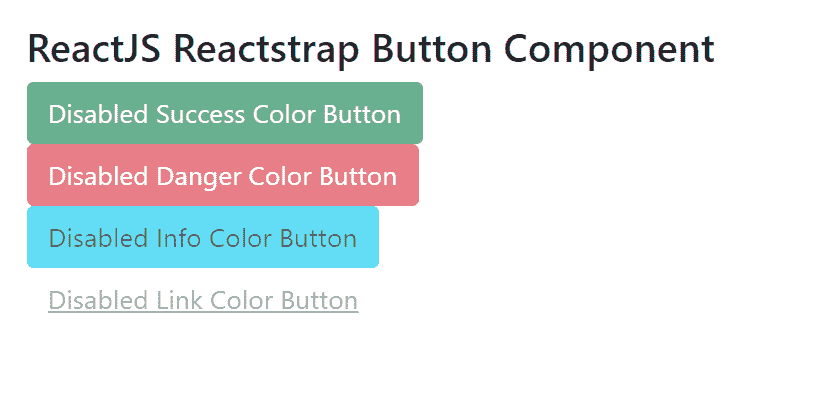 ReactJS Reactstrap Button Component
Disabled Success Color Button
Disabled Danger Color Button
Disabled Info Color Button
Disabled Link Color Button